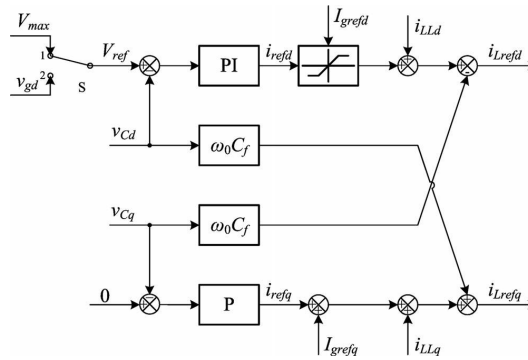 V_max
1
2
v_gd
S
V_ref
PI
i_refd
I_grefd
i_LLd
i_Lrefd
v_Cd
ω_0C_f
v_Cq
ω_0C_f
0
P
i_refq
I_grefq
i_LLq
i_Lrefq